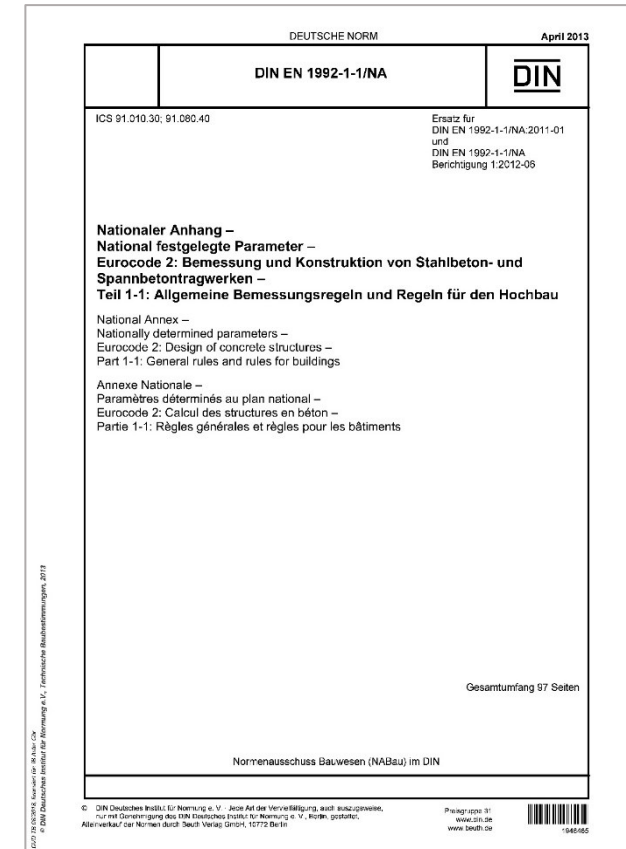 DEUTSCHE NORM
April 2013
DIN EN 1992-1-1/NA
DIN
ICS 91.010.30; 91.080.40
Ersatz für
DIN EN 1992-1-1/NA:2011-01
und
DIN EN 1992-1-1/NA
Berichtigung 1:2012-06
Nationaler Anhang –
National festgelegte Parameter –
Eurocode 2: Bemessung und Konstruktion von Stahlbeton- und
Spannbetontragwerken –
Teil 1-1: Allgemeine Bemessungsregeln und Regeln für den Hochbau
National Annex –
Nationally determined parameters –
Eurocode 2: Design of concrete structures –
Part 1-1: General rules and rules for buildings
Annexe Nationale –
Paramètres déterminés au plan national –
Eurocode 2: Calcul des structures en béton –
Partie 1-1: Règles générales et règles pour les bâtiments
Gesamtumfang 97 Seiten
Normenausschuss Bauwesen (NABau) im DIN
© DIN Deutsches Institut für Normung e. V. · Jede Art der Vervielfältigung, auch auszugsweise,
nur mit Genehmigung des DIN Deutsches Institut für Normung e. V., Berlin, gestattet.
Alleinverkauf der Normen durch Beuth Verlag GmbH, 10772 Berlin
Preisgruppe 31
www.din.de
www.beuth.de
1946465
© DIN Deutsches Institut für Normung e.V., Technische Baubestimmungen, 2013